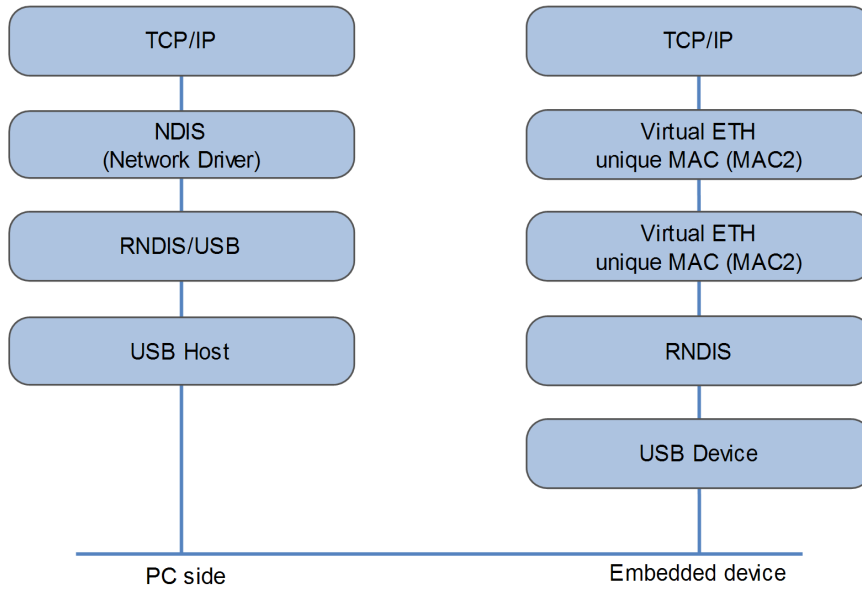 TCP/IP
NDIS
(Network Driver)
RNDIS/USB
USB Host
PC side
TCP/IP
Virtual ETH
unique MAC (MAC2)
Virtual ETH
unique MAC (MAC2)
RNDIS
USB Device
Embedded device